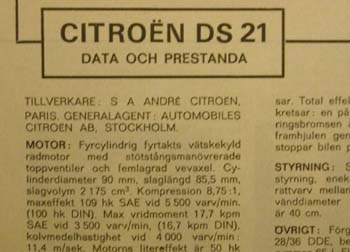 CITROËN DS 21
DATA OCH PRESTANDA
TILLVERKARE: S A ANDRÉ CITROEN,
PARIS. GENERALAGENT: AUTOMOBILES
CITROEN AB, STOCKHOLM.
MOTOR: Fyrcylindrig fyrtakts vätskekyld
radmotor med stötstångsmanövrerade
toppventiler och femlagrad vevaxel. Cy-
linderdiameter 90 mm, slaglängd 85,5 mm,
slagvolym 2 175 cm³. Kompression 8,75:1,
maxeffekt 109 hk SAE vid 5 500 varv/min.
(100 hk DIN). Max vridmoment 17,7 kpm
SAE vid 3 500 varv/min, (16,7 kpm DIN),
kolvmedelhastighet vid 4 000 varv/min:
11,4 m/sek. Motorns litereffekt är 50 hk
sar. Total effek
kretsar: en på
ringsbromsen ä
framhjulen gen
stoppar bilen p
STYRNING: S
styrning, enek
rattvarv mellan
vänddiameter
är 40 cm.
ÖVRIGT: Förg
28/36 DDE, be